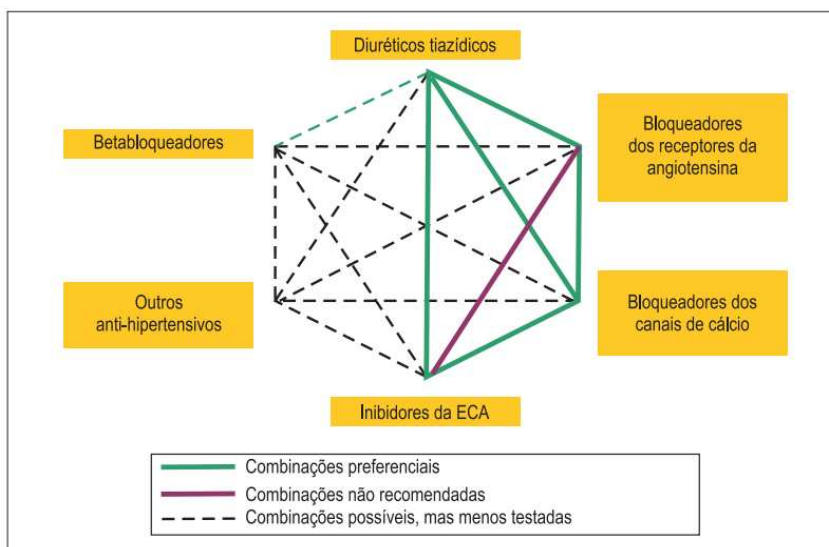 Diuréticos tiazídicos
Betabloqueadores
Bloqueadores
dos receptores da
angiotensina
Outros
anti-hipertensivos
Bloqueadores dos
canais de cálcio
Inibidores da ECA
Combinações preferenciais
Combinações não recomendadas
Combinações possíveis, mas menos testadas